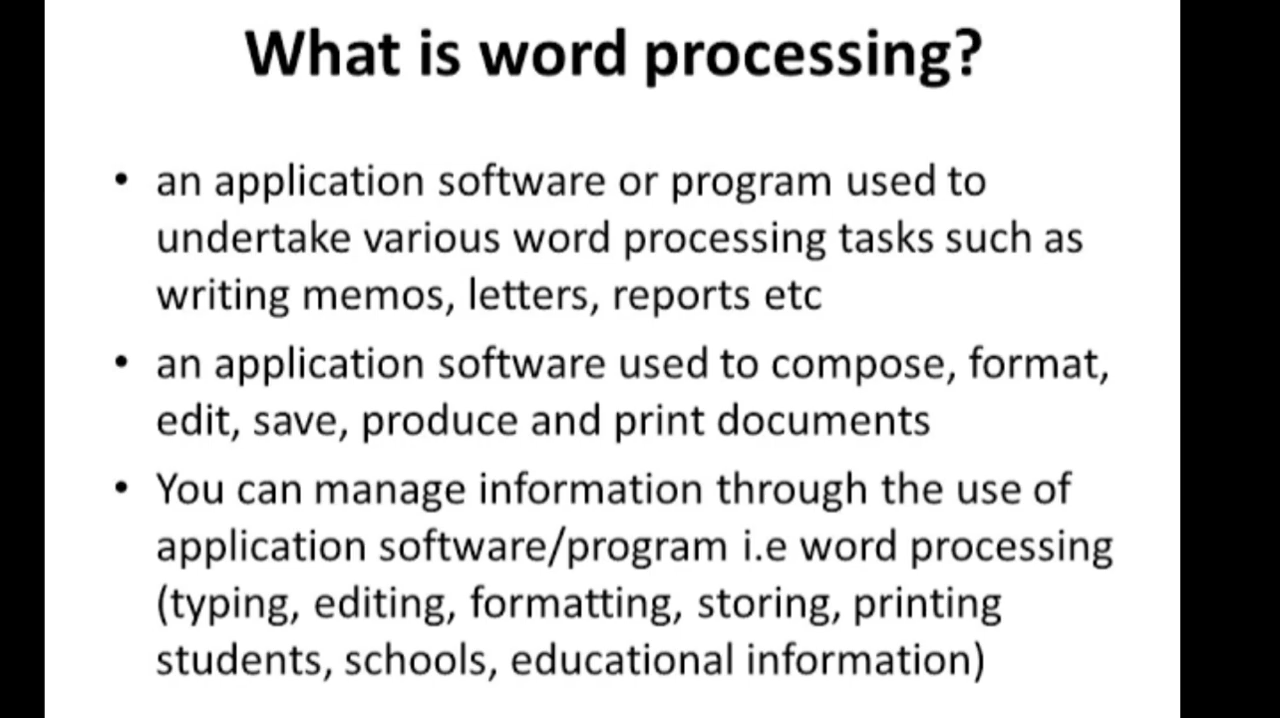 What is word processing?
• an application software or program used to
undertake various word processing tasks such as
writing memos, letters, reports etc
• an application software used to compose, format,
edit, save, produce and print documents
• You can manage information through the use of
application software/program i.e word processing
(typing, editing, formatting, storing, printing
students, schools, educational information)